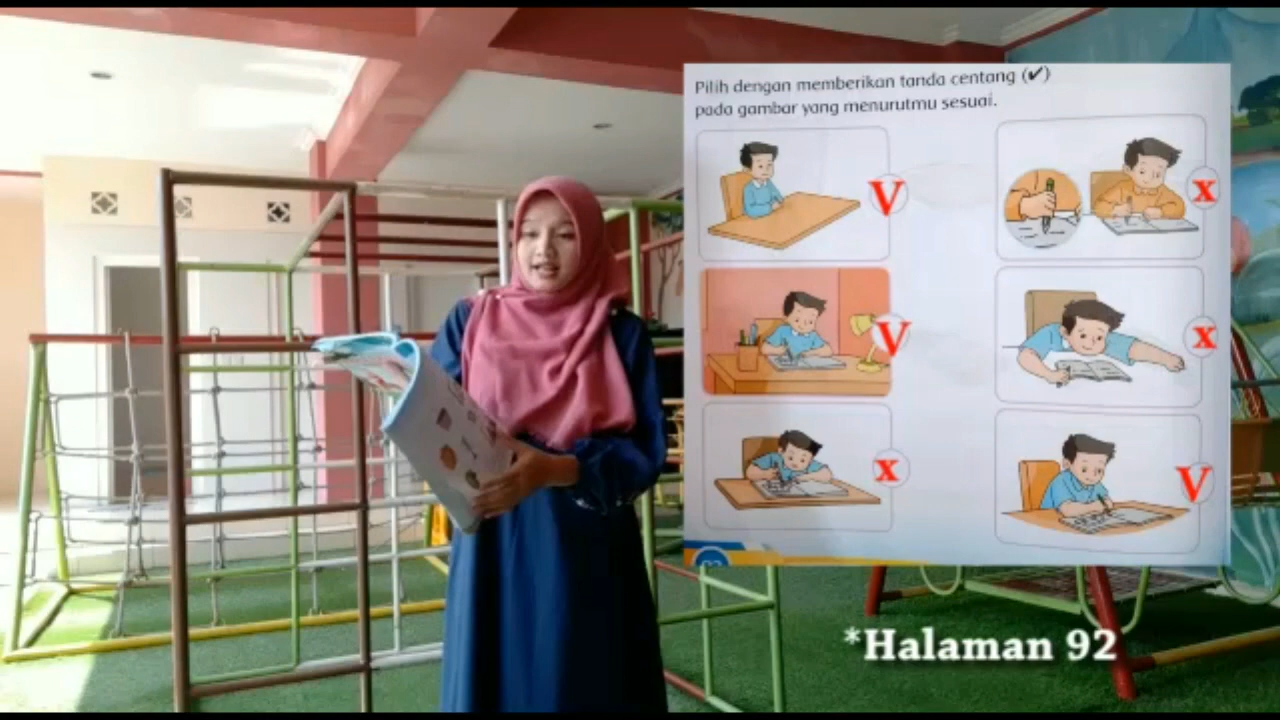 Pilih dengan memberikan tanda centang (✔)
pada gambar yang menurutmu sesuai.
V
x
V
x
x
V
*Halaman 92